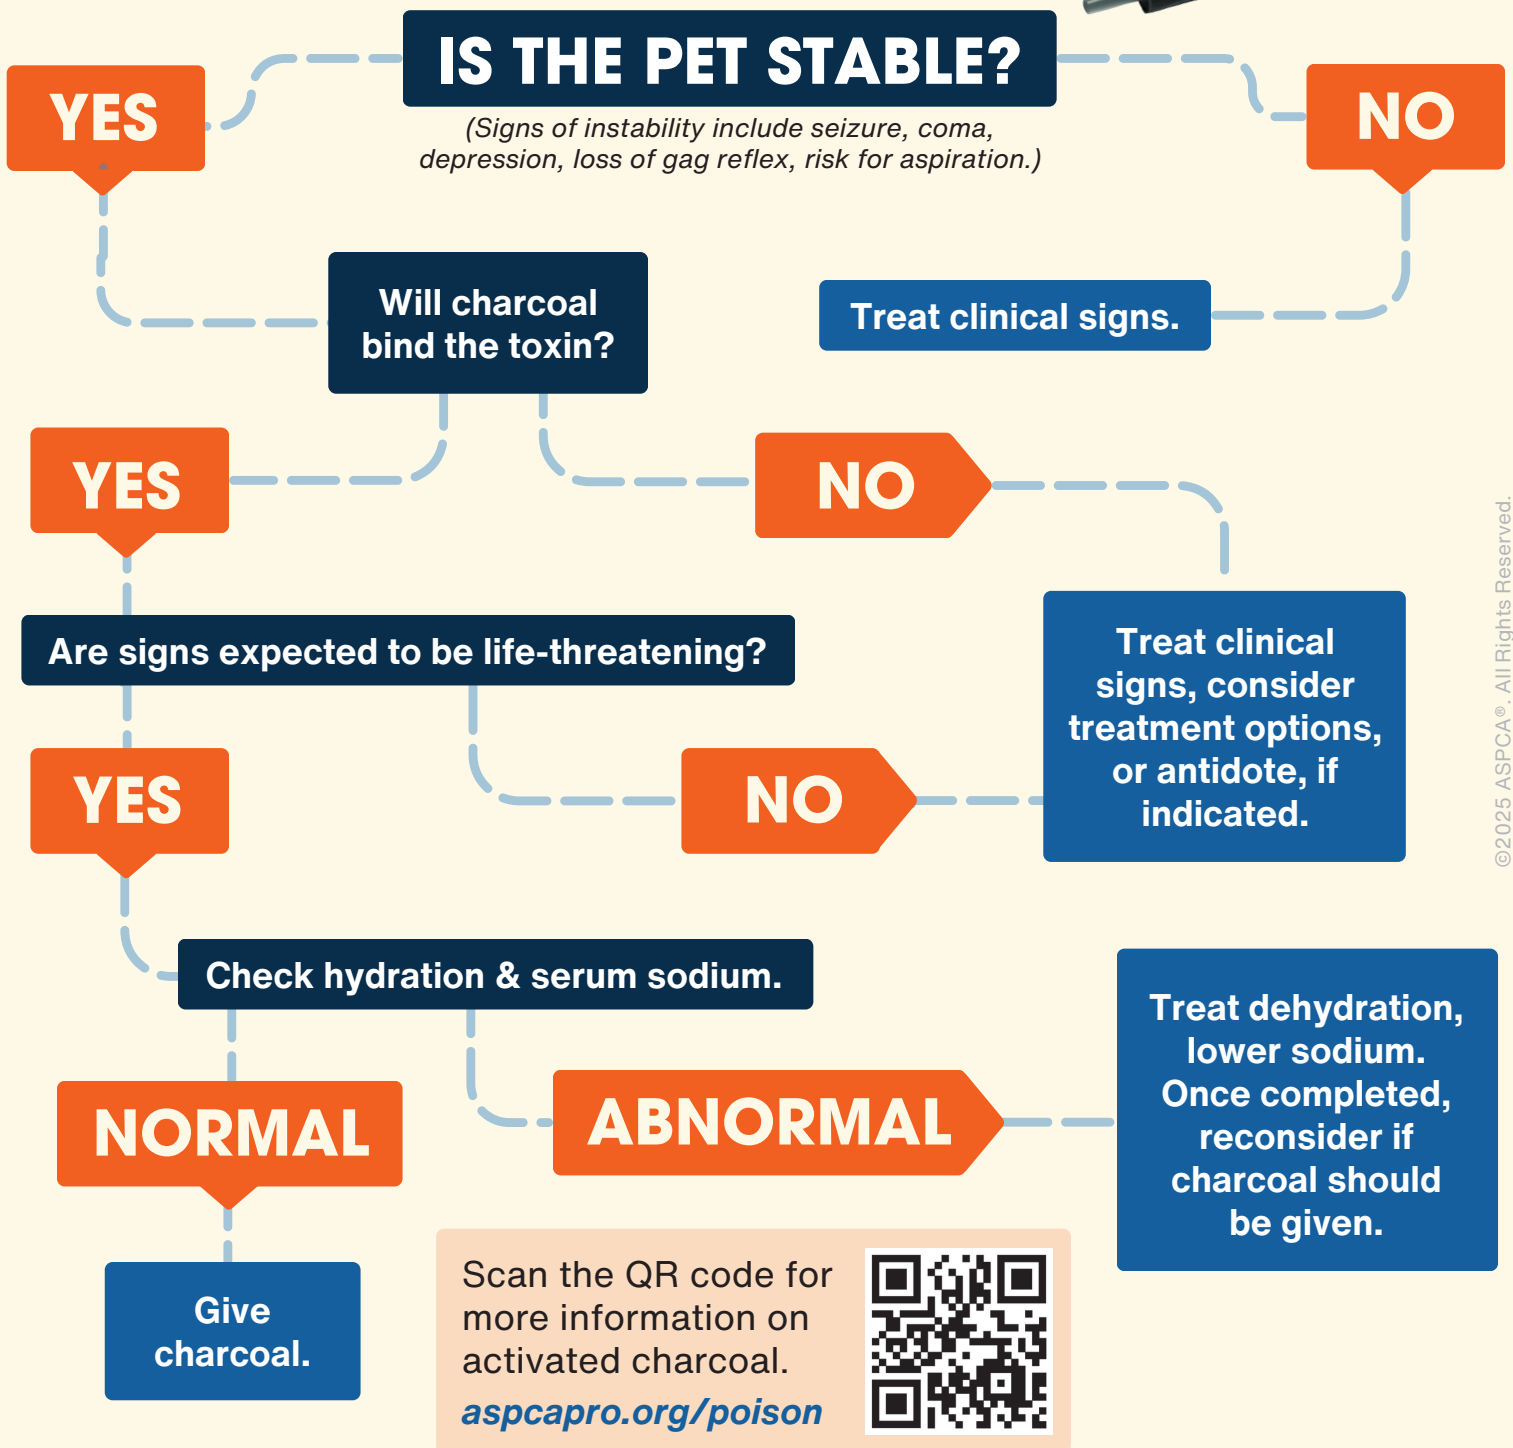 IS THE PET STABLE?
YES
NO
(Signs of instability include seizure, coma,
depression, loss of gag reflex, risk for aspiration.)
Will charcoal
bind the toxin?
Treat clinical signs.
YES
NO
Are signs expected to be life-threatening?
Treat clinical
signs, consider
treatment options,
or antidote, if
indicated.
YES
NO
Check hydration & serum sodium.
NORMAL
ABNORMAL
Treat dehydration,
lower sodium.
Once completed,
reconsider if
charcoal should
be given.
Give
charcoal.
Scan the QR code for
more information on
activated charcoal.
aspcapro.org/poison
©2025 ASPCA®. All Rights Reserved.